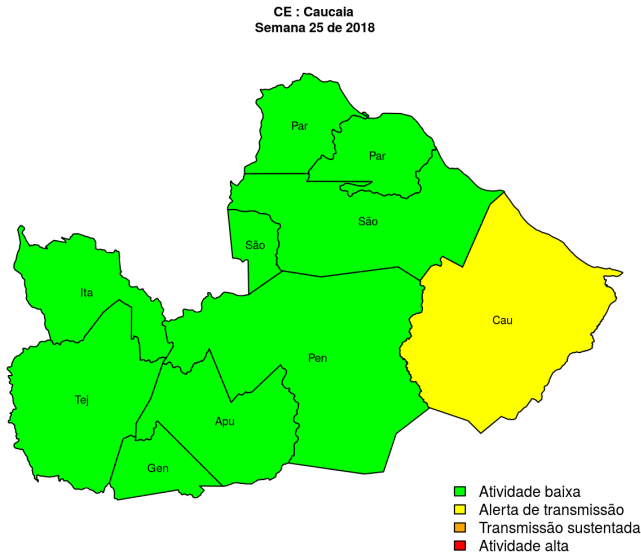 CE : Caucaia
Semana 25 de 2018
Par
Par
São
São
Ita
Cau
Pen
Tej
Apu
Gen
Atividade baixa
Alerta de transmissão
Transmissão sustentada
Atividade alta